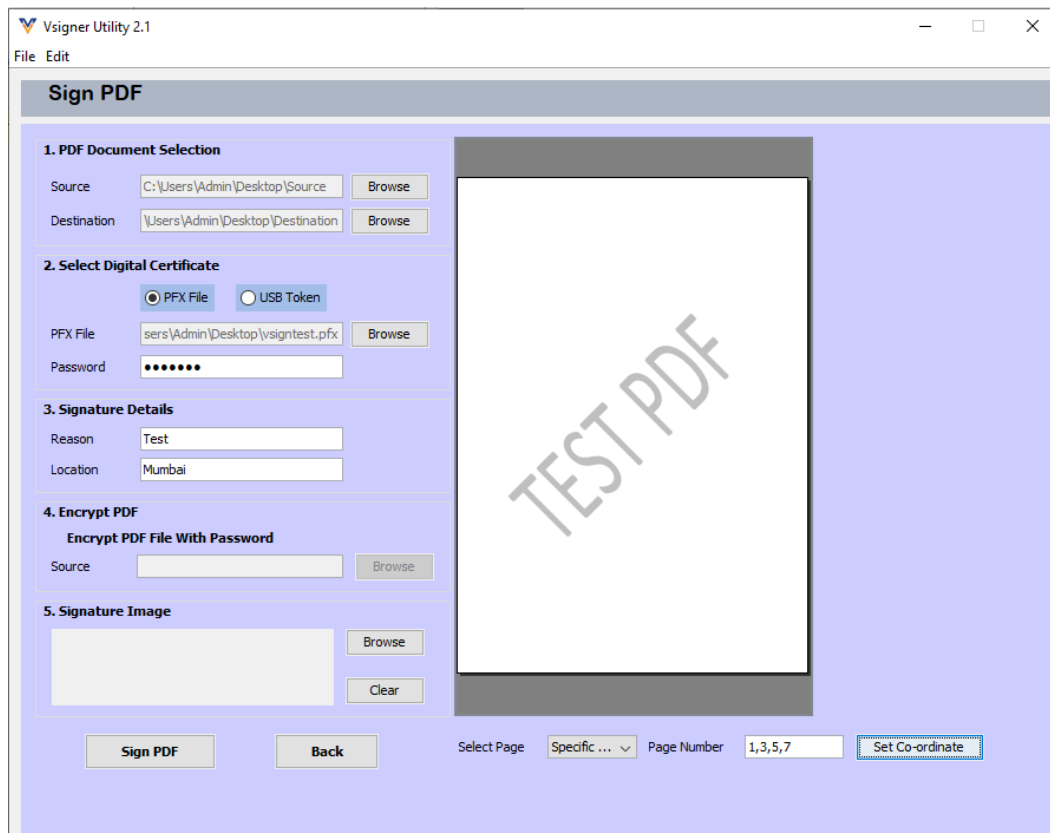 Vsigner Utility 2.1
File Edit
Sign PDF
1. PDF Document Selection
Source C:\Users\Admin\Desktop\Source Browse
Destination \Users\Admin\Desktop\Destination Browse
2. Select Digital Certificate
PFX File USB Token
PFX File sers\Admin\Desktop\vsigntest.pfx Browse
Password •••••••
3. Signature Details
Reason Test
Location Mumbai
4. Encrypt PDF
Encrypt PDF File With Password
Source Browse
5. Signature Image
Browse
Clear
TEST PDF
Sign PDF Back Select Page Specific ... Page Number 1,3,5,7 Set Co-ordinate